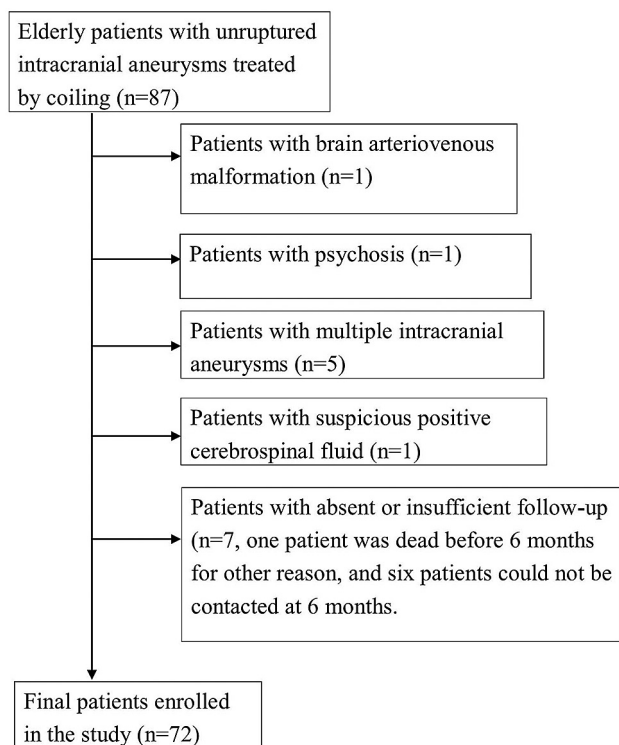 Elderly patients with unruptured
intracranial aneurysms treated
by coiling (n=87)
Patients with brain arteriovenous
malformation (n=1)
Patients with psychosis (n=1)
Patients with multiple intracranial
aneurysms (n=5)
Patients with suspicious positive
cerebrospinal fluid (n=1)
Patients with absent or insufficient follow-up
(n=7, one patient was dead before 6 months
for other reason, and six patients could not be
contacted at 6 months.
Final patients enrolled
in the study (n=72)